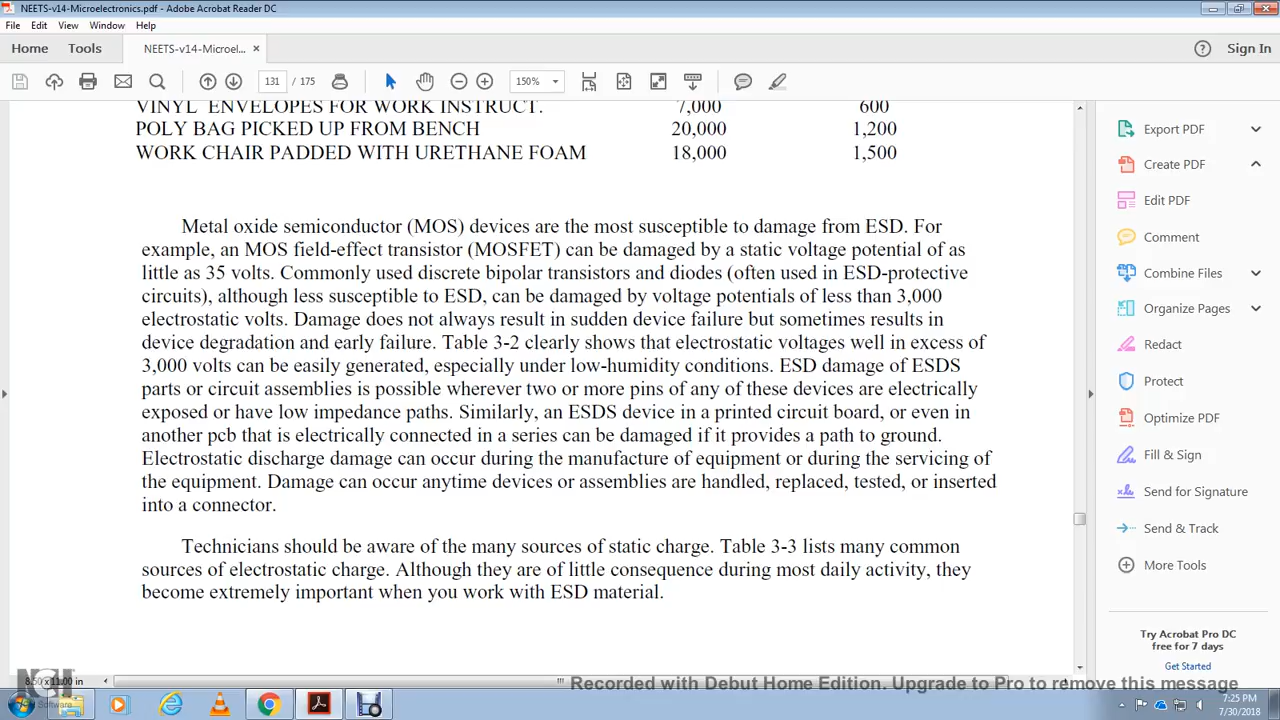 NEETS-v14-Microelectronics.pdf - Adobe Acrobat Reader DC
File Edit View Window Help
Home Tools NEETS-v14-Microel... × Sign In
131 / 175 150%
VINYL ENVELOPES FOR WORK INSTRUCT. 7,000 600
POLY BAG PICKED UP FROM BENCH 20,000 1,200
WORK CHAIR PADDED WITH URETHANE FOAM 18,000 1,500
Metal oxide semiconductor (MOS) devices are the most susceptible to damage from ESD. For
example, an MOS field-effect transistor (MOSFET) can be damaged by a static voltage potential of as
little as 35 volts. Commonly used discrete bipolar transistors and diodes (often used in ESD-protective
circuits), although less susceptible to ESD, can be damaged by voltage potentials of less than 3,000
electrostatic volts. Damage does not always result in sudden device failure but sometimes results in
device degradation and early failure. Table 3-2 clearly shows that electrostatic voltages well in excess of
3,000 volts can be easily generated, especially under low-humidity conditions. ESD damage of ESDS
parts or circuit assemblies is possible wherever two or more pins of any of these devices are electrically
exposed or have low impedance paths. Similarly, an ESDS device in a printed circuit board, or even in
another pcb that is electrically connected in a series can be damaged if it provides a path to ground.
Electrostatic discharge damage can occur during the manufacture of equipment or during the servicing of
the equipment. Damage can occur anytime devices or assemblies are handled, replaced, tested, or inserted
into a connector.
Technicians should be aware of the many sources of static charge. Table 3-3 lists many common
sources of electrostatic charge. Although they are of little consequence during most daily activity, they
become extremely important when you work with ESD material.
Export PDF
Create PDF
Edit PDF
Comment
Combine Files
Organize Pages
Redact
Protect
Optimize PDF
Fill & Sign
Send for Signature
Send & Track
More Tools
Try Acrobat Pro DC
free for 7 days
Get Started
8.50 x 11.00 in
NCH Software
Recorded with Debut Home Edition. Upgrade to Pro to remove this message
7:25 PM
7/30/2018